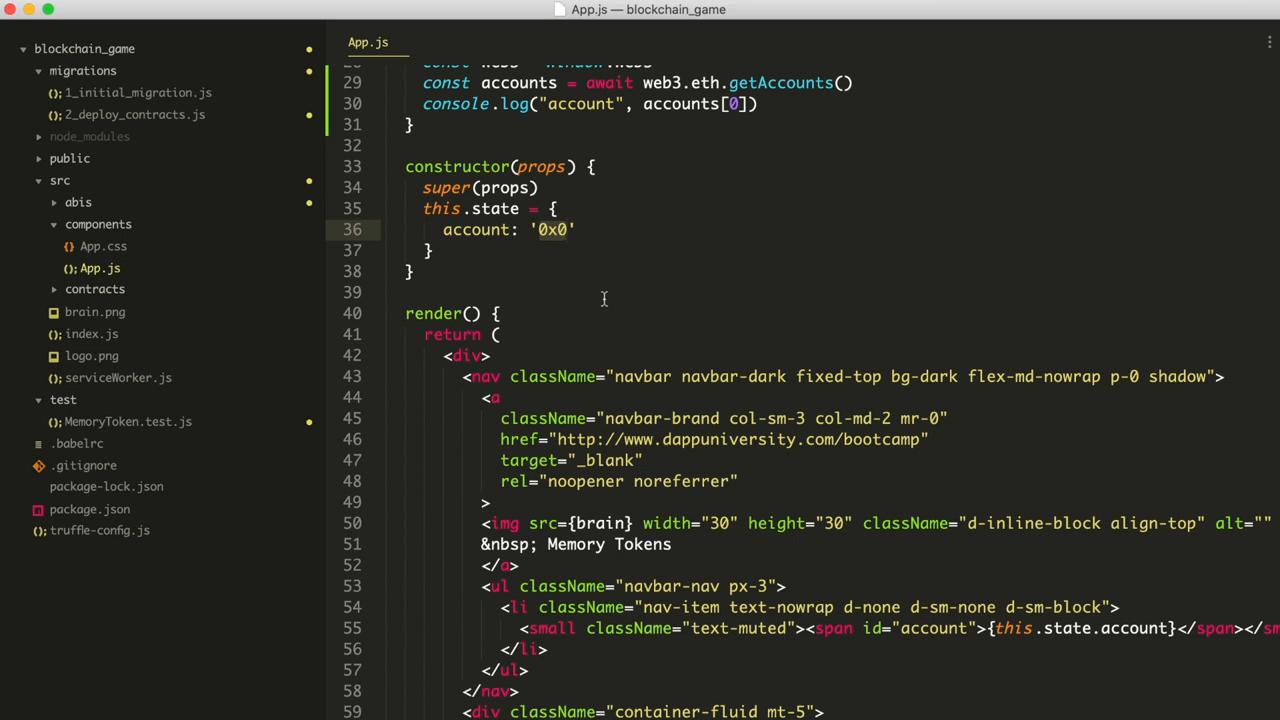 App.js — blockchain_game
blockchain_game
migrations
1_initial_migration.js
2_deploy_contracts.js
node_modules
public
src
abis
components
App.css
App.js
contracts
brain.png
index.js
logo.png
serviceWorker.js
test
MemoryToken.test.js
.babelrc
.gitignore
package-lock.json
package.json
truffle-config.js
App.js
28 const web3 = window.web3
29 const accounts = await web3.eth.getAccounts()
30 console.log("account", accounts[0])
31 }
32
33 constructor(props) {
34 super(props)
35 this.state = {
36 account: '0x0'
37 }
38 }
39
40 render() {
41 return (
42 <div>
43 <nav className="navbar navbar-dark fixed-top bg-dark flex-md-nowrap p-0 shadow">
44 <a
45 className="navbar-brand col-sm-3 col-md-2 mr-0"
46 href="http://www.dappuniversity.com/bootcamp"
47 target="_blank"
48 rel="noopener noreferrer"
49 >
50 <img src={brain} width="30" height="30" className="d-inline-block align-top" alt=""
51 &nbsp; Memory Tokens
52 </a>
53 <ul className="navbar-nav px-3">
54 <li className="nav-item text-nowrap d-none d-sm-none d-sm-block">
55 <small className="text-muted"><span id="account">{this.state.account}</span></sm
56 </li>
57 </ul>
58 </nav>
59 <div className="container-fluid mt-5">